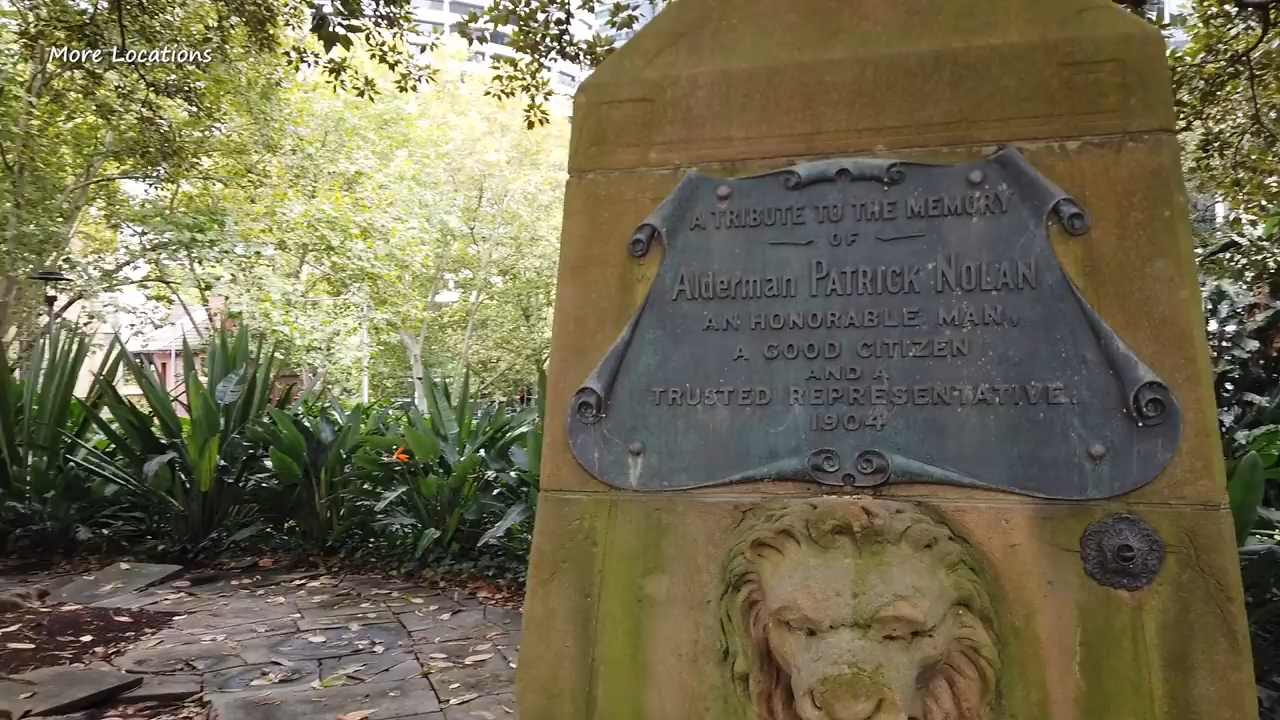 More Locations
A TRIBUTE TO THE MEMORY
OF
Alderman PATRICK NOLAN
AN HONORABLE MAN,
A GOOD CITIZEN
AND A
TRUSTED REPRESENTATIVE.
1904